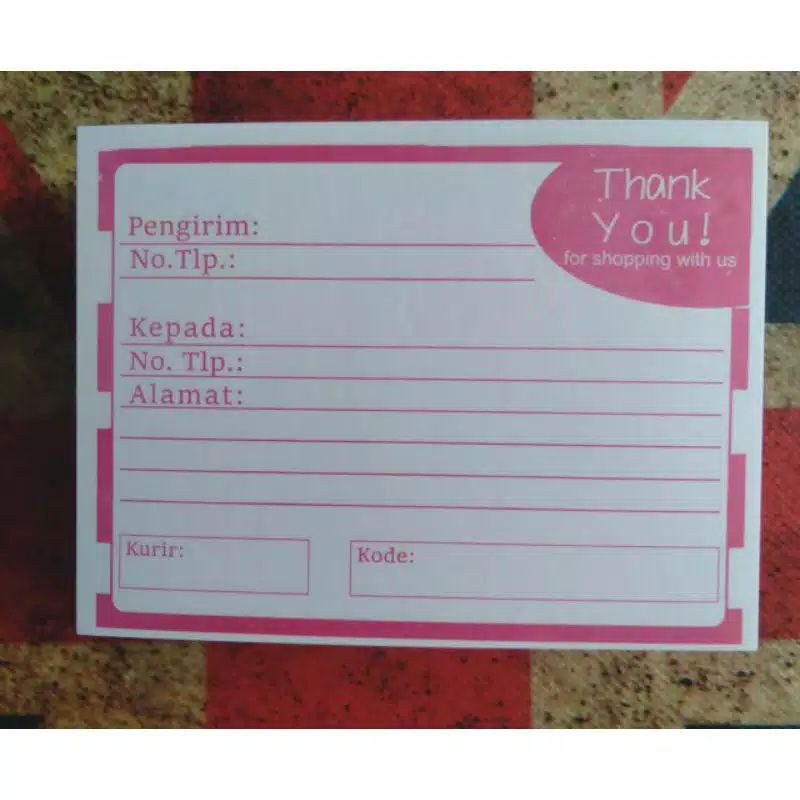 Thank
You!
for shopping with us
Pengirim:
No.Tlp.:
Kepada:
No. Tlp.:
Alamat:
Kurir:
Kode: